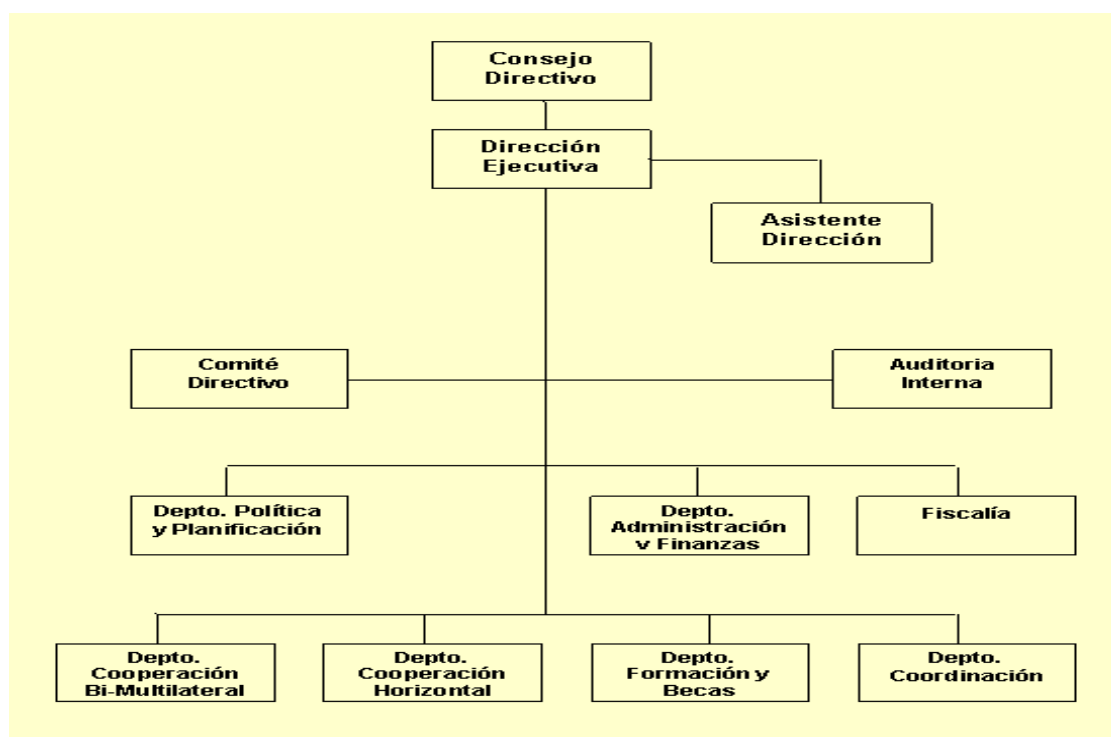 Consejo
Directivo
Dirección
Ejecutiva
Asistente
Dirección
Comité
Directivo
Auditoria
Interna
Depto. Política
y Planificación
Depto.
Administración
y Finanzas
Fiscalía
Depto.
Cooperación
Bi-Multilateral
Depto.
Cooperación
Horizontal
Depto.
Formación y
Becas
Depto.
Coordinación